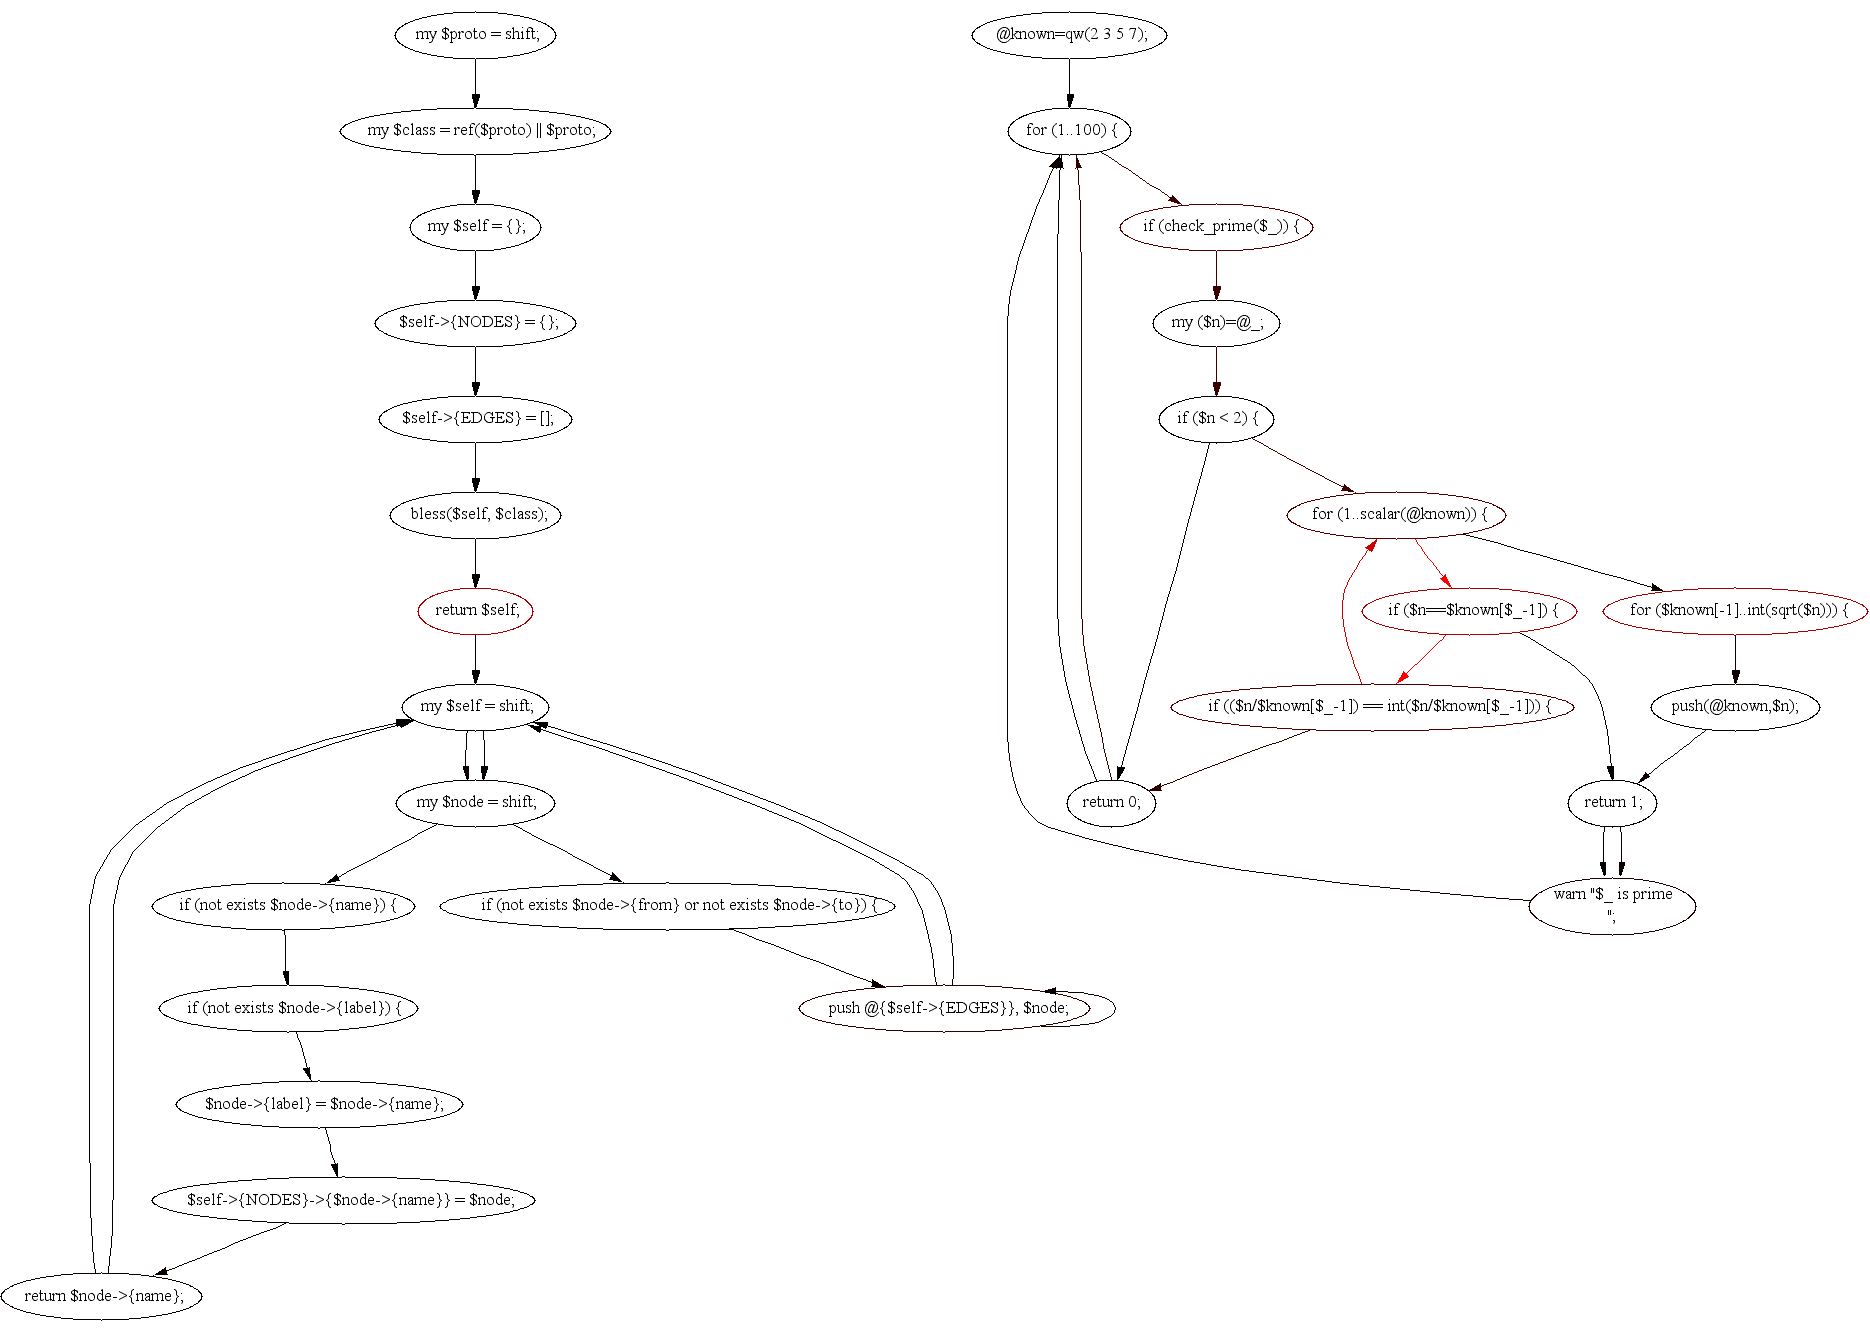 my $proto = shift;
my $class = ref($proto) || $proto;
my $self = {};
$self->{NODES} = {};
$self->{EDGES} = [];
bless($self, $class);
return $self;
my $self = shift;
my $node = shift;
if (not exists $node->{name}) {
if (not exists $node->{from} or not exists $node->{to}) {
if (not exists $node->{label}) {
push @{$self->{EDGES}}, $node;
$node->{label} = $node->{name};
$self->{NODES}->{$node->{name}} = $node;
return $node->{name};
@known=qw(2 3 5 7);
for (1..100) {
if (check_prime($_)) {
my ($n)=@_;
if ($n < 2) {
for (1..scalar(@known)) {
if ($n==$known[$_-1]) {
for ($known[-1]..int(sqrt($n))) {
if (($n/$known[$_-1]) == int($n/$known[$_-1])) {
push(@known,$n);
return 0;
return 1;
warn "$_ is prime
";